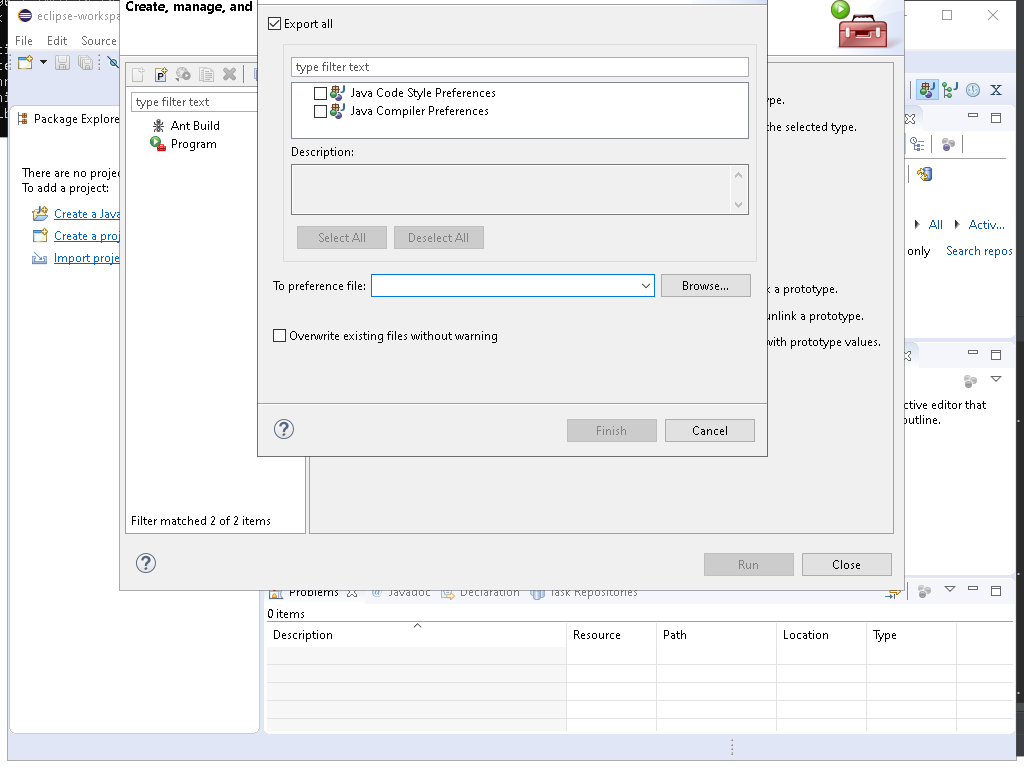 Create, manage, and
eclipse-workspa
File Edit Source
Export all
type filter text
Java Code Style Preferences
Java Compiler Preferences
Description:
Select All Deselect All
To preference file: Browse...
Overwrite existing files without warning
Finish Cancel
type filter text
Ant Build
Program
Filter matched 2 of 2 items
ype.
he selected type.
k a prototype.
unlink a prototype.
with prototype values.
Run Close
Package Explore
There are no projec
To add a project:
Create a Java
Create a proj
Import proje
All Activ...
only Search repos
ctive editor that
outline.
Problems @ Javadoc Declaration Task Repositories
0 items
Description Resource Path Location Type